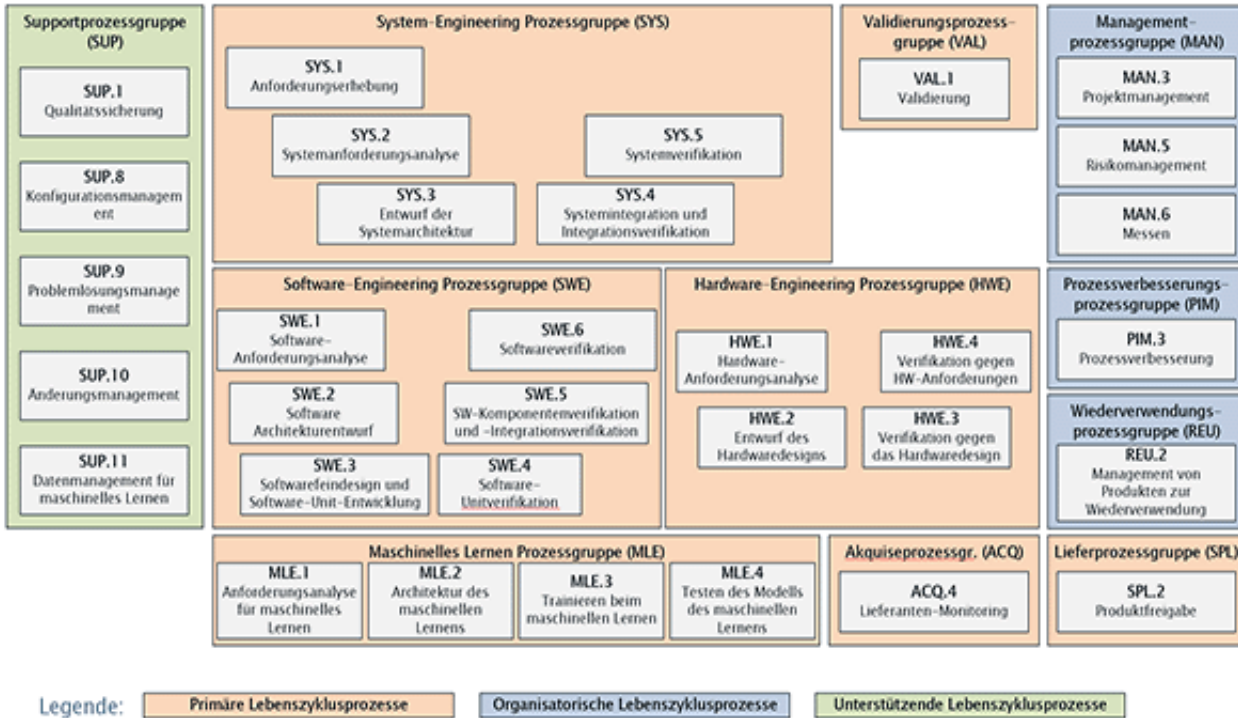 Supportprozessgruppe
(SUP)
SUP.1
Qualitätssicherung
SUP.8
Konfigurationsmanagem
ent
SUP.9
Problemlösungsmanage
ment
SUP.10
Änderungsmanagement
SUP.11
Datenmanagement für
maschinelles Lernen
System-Engineering Prozessgruppe (SYS)
SYS.1
Anforderungserhebung
SYS.2
Systemanforderungsanalyse
SYS.3
Entwurf der
Systemarchitektur
SYS.5
Systemverifikation
SYS.4
Systemintegration und
Integrationsverifikation
Validierungsprozess-
gruppe (VAL)
VAL.1
Validierung
Management-
prozessgruppe (MAN)
MAN.3
Projektmanagement
MAN.5
Risikomanagement
MAN.6
Messen
Software-Engineering Prozessgruppe (SWE)
SWE.1
Software-
Anforderungsanalyse
SWE.2
Software
Architekturentwurf
SWE.3
Softwarefeindesign und
Software-Unit-Entwicklung
SWE.6
Softwareverifikation
SWE.5
SW-Komponentenverifikation
und -Integrationsverifikation
SWE.4
Software-
Unitverifikation
Hardware-Engineering Prozessgruppe (HWE)
HWE.1
Hardware-
Anforderungsanalyse
HWE.2
Entwurf des
Hardwaredesigns
HWE.4
Verifikation gegen
HW-Anforderungen
HWE.3
Verifikation gegen
das Hardwaredesign
Prozessverbesserungs-
prozessgruppe (PIM)
PIM.3
Prozessverbesserung
Wiederverwendungs-
prozessgruppe (REU)
REU.2
Management von
Produkten zur
Wiederverwendung
Maschinelles Lernen Prozessgruppe (MLE)
MLE.1
Anforderungsanalyse
für maschinelles
Lernen
MLE.2
Architektur des
maschinellen
Lernens
MLE.3
Trainieren beim
maschinellen Lernen
MLE.4
Testen des Modells
des maschinellen
Lernens
Akquiseprozessgr. (ACQ)
ACQ.4
Lieferanten-Monitoring
Lieferprozessgruppe (SPL)
SPL.2
Produktfreigabe
Legende:
Primäre Lebenszyklusprozesse
Organisatorische Lebenszyklusprozesse
Unterstützende Lebenszyklusprozesse